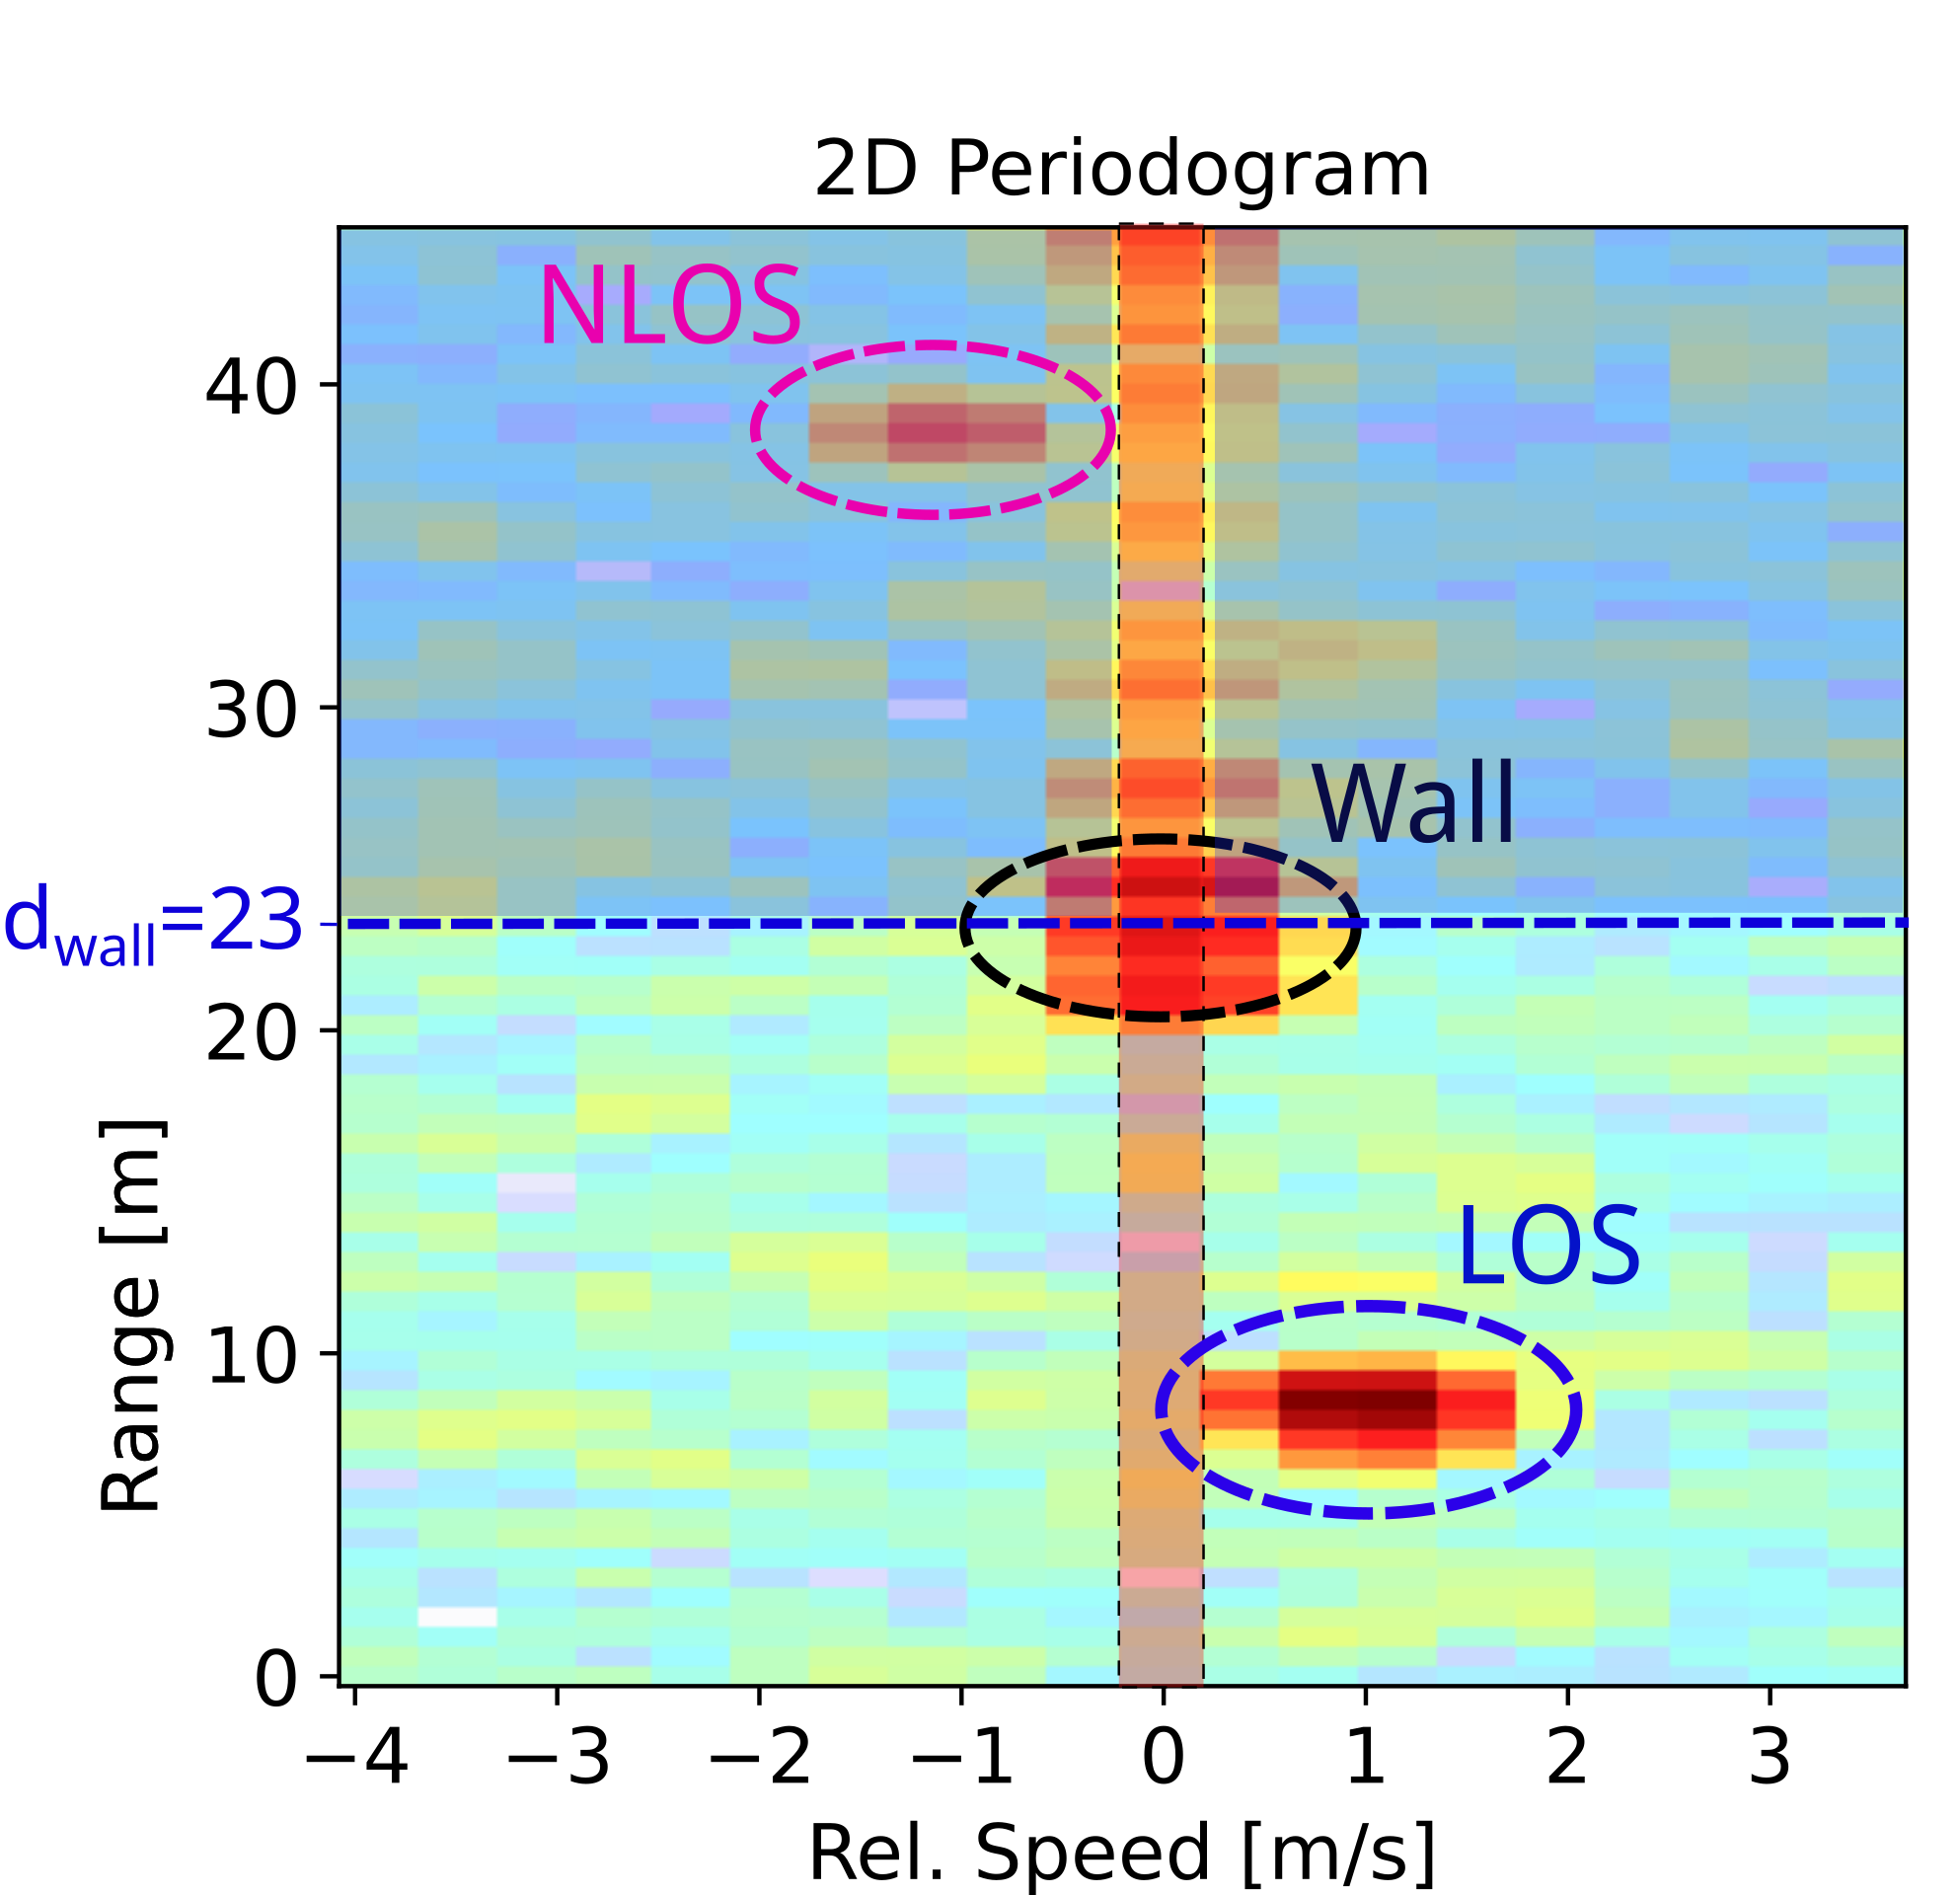 2D Periodogram
NLOS
40
30
Wall
dwall=23
20
LOS
10
0
−4 −3 −2 −1 0 1 2 3
Rel. Speed [m/s]
Range [m]